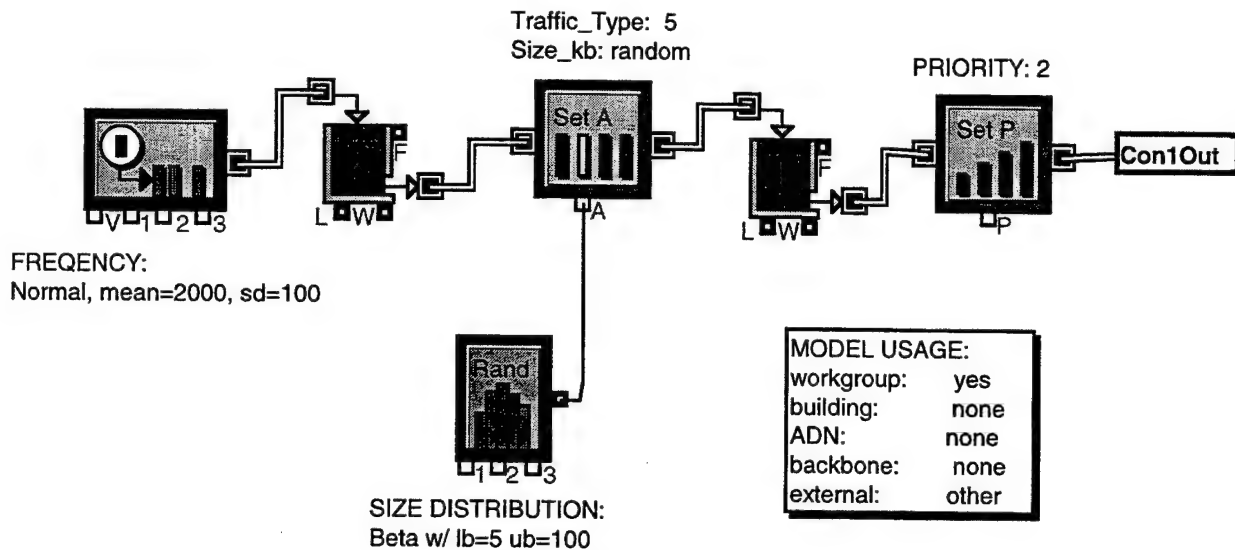 Traffic_Type: 5
Size_kb: random
PRIORITY: 2
Set A
Set P
F
F
Con1Out
V 1 2 3
L W
A
L W
P
FREQENCY:
Normal, mean=2000, sd=100
Rand
1 2 3
SIZE DISTRIBUTION:
Beta w/ lb=5 ub=100
MODEL USAGE:
workgroup: yes
building: none
ADN: none
backbone: none
external: other